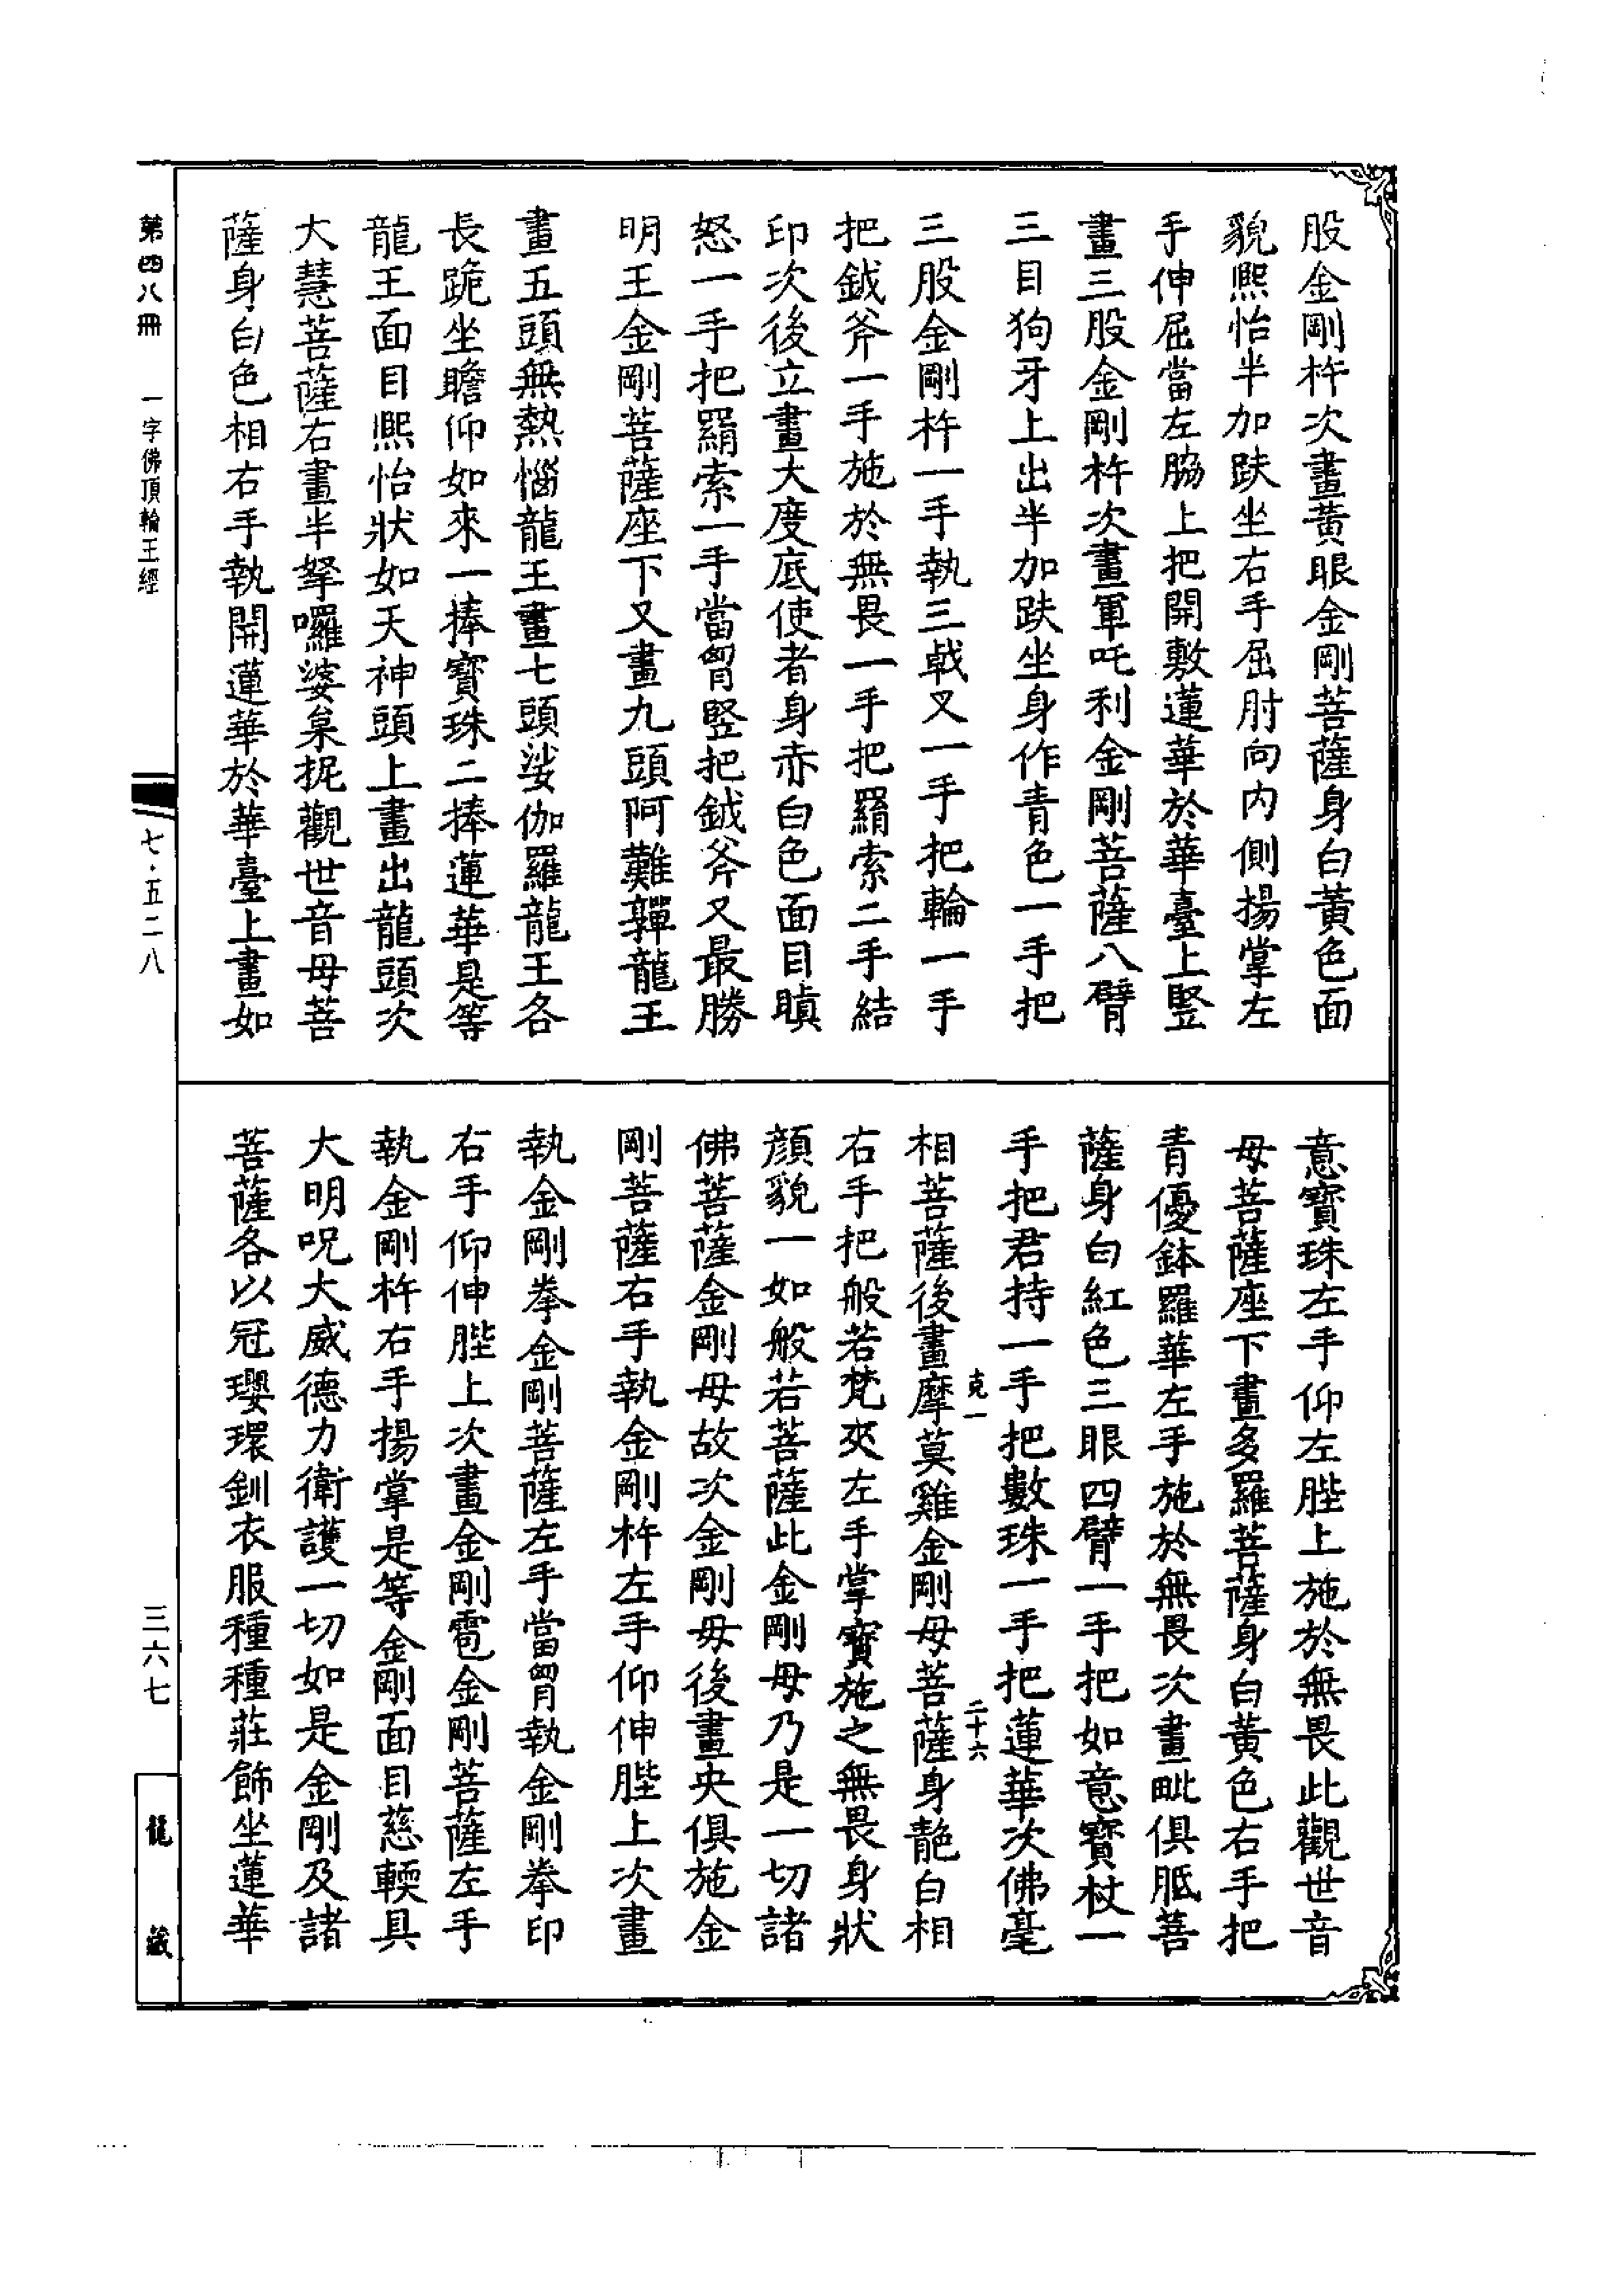 股金剛杵次畫黃眼金剛菩薩身白黃色面
貌熙怡半加趺坐右手屈肘向內側揚掌左
手伸屈當左脇上把開敷蓮華於華臺上竪
畫三股金剛杵次畫軍吒利金剛菩薩八臂
三目狗牙上出半加趺坐身作青色一手把
三股金剛杵一手執三戟叉一手把輪一手
把鉞斧一手施於無畏一手把羂索二手結
印次後立畫大度底使者身赤白色面目瞋
怒一手把羂索一手當胷竪把鉞斧又最勝
明王金剛菩薩座下又畫九頭阿難亸龍王
畫五頭無熱惱龍王畫七頭娑伽羅龍王各
長跪坐瞻仰如來一捧寶珠二捧蓮華是等
龍王面目熙怡狀如天神頭上畫出龍頭次
大慧菩薩右畫半拏囉婆枲抳觀世音母菩
薩身白色相右手執開蓮華於華臺上畫如
意寶珠左手仰左䏶上施於無畏此觀世音
母菩薩座下畫多羅菩薩身白黃色右手把
青優鉢羅華左手施於無畏次畫毗俱胝菩
薩身白紅色三眼四臂一手把如意寶杖一
手把君持一手把數珠一手把蓮華次佛毫
克一
二十六
相菩薩後畫摩莫雞金剛母菩薩身靘白相
右手把般若梵夾左手掌寶施之無畏身狀
顏貌一如般若菩薩此金剛母乃是一切諸
佛菩薩金剛母故次金剛母後畫央俱施金
剛菩薩右手執金剛杵左手仰伸䏶上次畫
執金剛拳金剛菩薩左手當胷執金剛拳印
右手仰伸䏶上次畫金剛雹金剛菩薩左手
執金剛杵右手揚掌是等金剛面目慈輭具
大明呪大威德力衛護一切如是金剛及諸
菩薩各以冠瓔環釧衣服種種莊飾坐蓮華
第四八冊
一字佛頂輪王經
七·五二八
三六七
龍藏